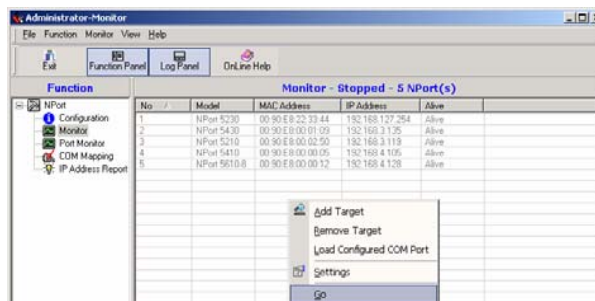 Administrator-Monitor
File Function Monitor View Help
Exit Function Panel Log Panel OnLine Help
Function
Monitor - Stopped - 5 NPort(s)
NPort
Configuration
Monitor
Port Monitor
COM Mapping
IP Address Report
No Model MAC Address IP Address Alive
1 NPort 5230 00:90:E8:22:33:44 192.168.127.254 Alive
2 NPort 5430 00:90:E8:00:01:09 192.168.3.135 Alive
3 NPort 5210 00:90:E8:00:02:50 192.168.3.119 Alive
4 NPort 5410 00:90:E8:00:00:05 192.168.4.105 Alive
5 NPort 5610-8 00:90:E8:00:00:12 192.168.4.128 Alive
Add Target
Remove Target
Load Configured COM Port
Settings
Go